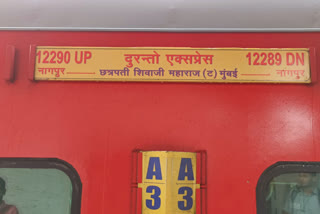 12290 UP दुरन्तो एक्सप्रेस 12289 DN
नागपुर छत्रपती शिवाजी महाराज (ट) मुंबई नागपुर
A A
3 3